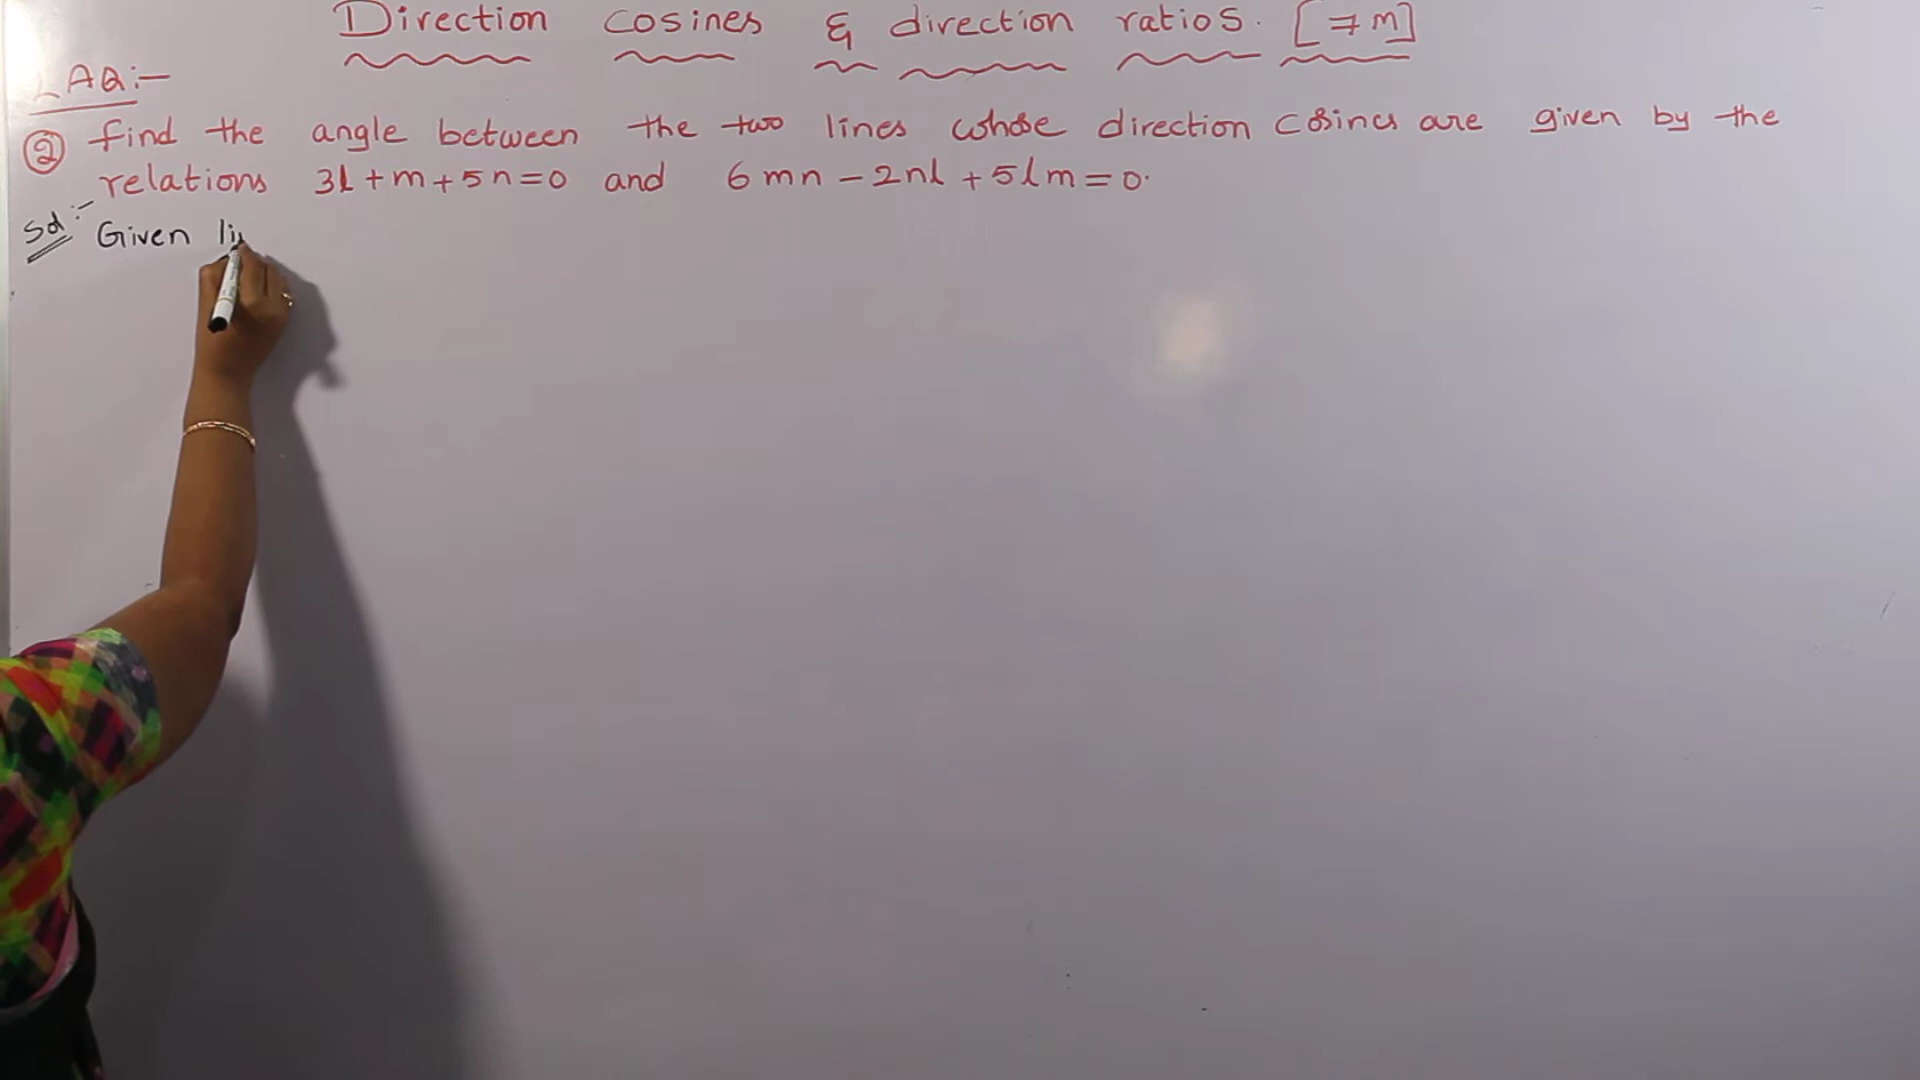 Direction cosines & direction ratios. [7M]
LAQ:-
② Find the angle between the two lines whose direction cosines are given by the
relations 3l+m+5n=0 and 6mn-2nl+5lm=0.
Sol:- Given li